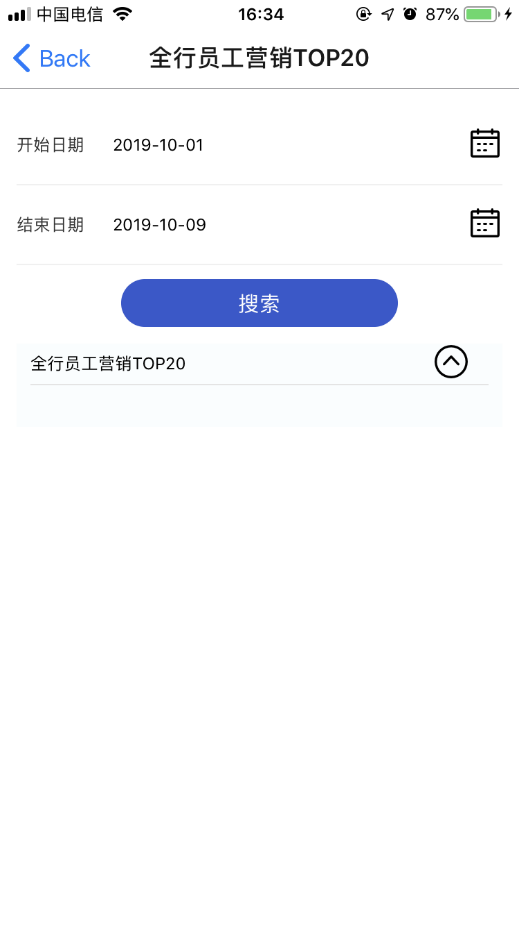 中国电信 16:34 87%
Back 全行员工营销TOP20
开始日期 2019-10-01
结束日期 2019-10-09
搜索
全行员工营销TOP20